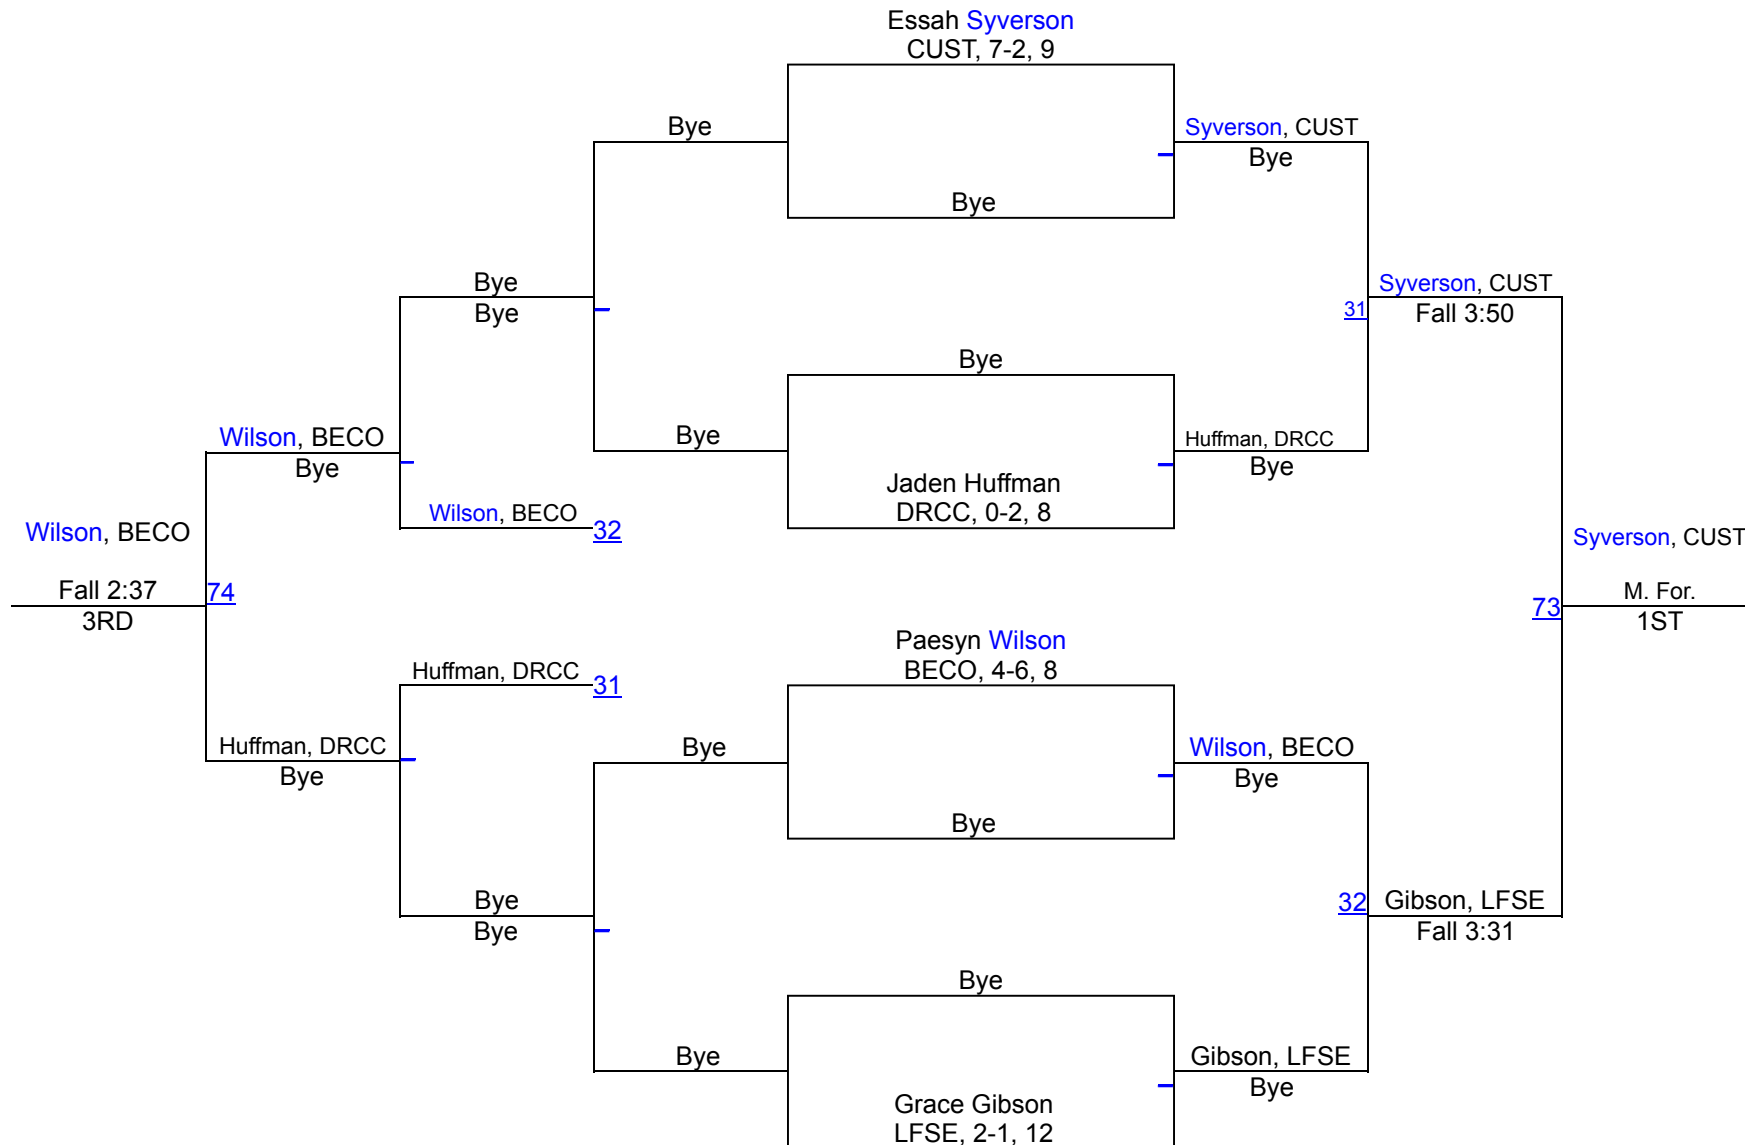 Essah Syverson
CUST, 7-2, 9
Bye
Syverson, CUST
Bye
Bye
Bye
Bye
Syverson, CUST
31
Fall 3:50
Bye
Wilson, BECO
Bye
Bye
Huffman, DRCC
Bye
Jaden Huffman
DRCC, 0-2, 8
Wilson, BECO
32
Wilson, BECO
Syverson, CUST
Fall 2:37
74
3RD
73
M. For.
1ST
Paesyn Wilson
BECO, 4-6, 8
Huffman, DRCC
31
Huffman, DRCC
Bye
Bye
Wilson, BECO
Bye
Bye
Bye
Bye
32
Gibson, LFSE
Fall 3:31
Bye
Bye
Gibson, LFSE
Bye
Grace Gibson
LFSE, 2-1, 12